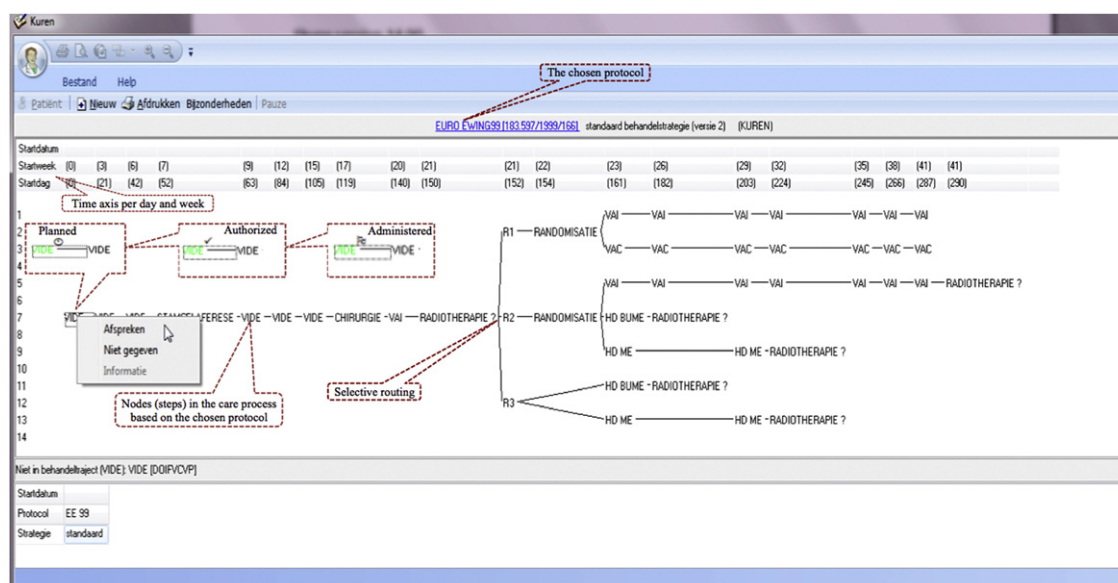 Kuren
Bestand Help
Patiënt Nieuw Afdrukken Bijzonderheden Pauze
The chosen protocol
EURO EWING99 [183.597/1999/166] standaard behandelstrategie (versie 2) (KUREN)
Startdatum
Startweek (0) (3) (6) (7) (9) (12) (15) (17) (20) (21) (21) (22) (23) (26) (29) (32) (35) (38) (41) (41)
Startdag (0) (21) (42) (52) (63) (84) (105) (119) (140) (150) (152) (154) (161) (182) (203) (224) (245) (266) (287) (290)
Time axis per day and week
1 VAI VAI VAI VAI VAI VAI VAI
Planned Authorized Administered
2 R1 RANDOMISATIE
3 VIDE VIDE VIDE VIDE VIDE VIDE VAC VAC VAC VAC VAC VAC VAC
4
5 VAI VAI VAI VAI VAI VAI VAI RADIOTHERAPIE ?
6
7 VIDE VIDE VIDE STAMCELAFERESE VIDE VIDE VIDE CHIRURGIE VAI RADIOTHERAPIE ? R2 RANDOMISATIE HD BUME RADIOTHERAPIE ?
Afspreken
8
Niet gegeven
9 HD ME HD ME RADIOTHERAPIE ?
Informatie
10
11 HD BUME RADIOTHERAPIE ?
Selective routing
Nodes (steps) in the care process
based on the chosen protocol
12 R3
13 HD ME HD ME RADIOTHERAPIE ?
14
Niet in behandeltraject (VIDE): VIDE [DOIFVCVP]
Startdatum
Protocol EE 99
Strategie standaard